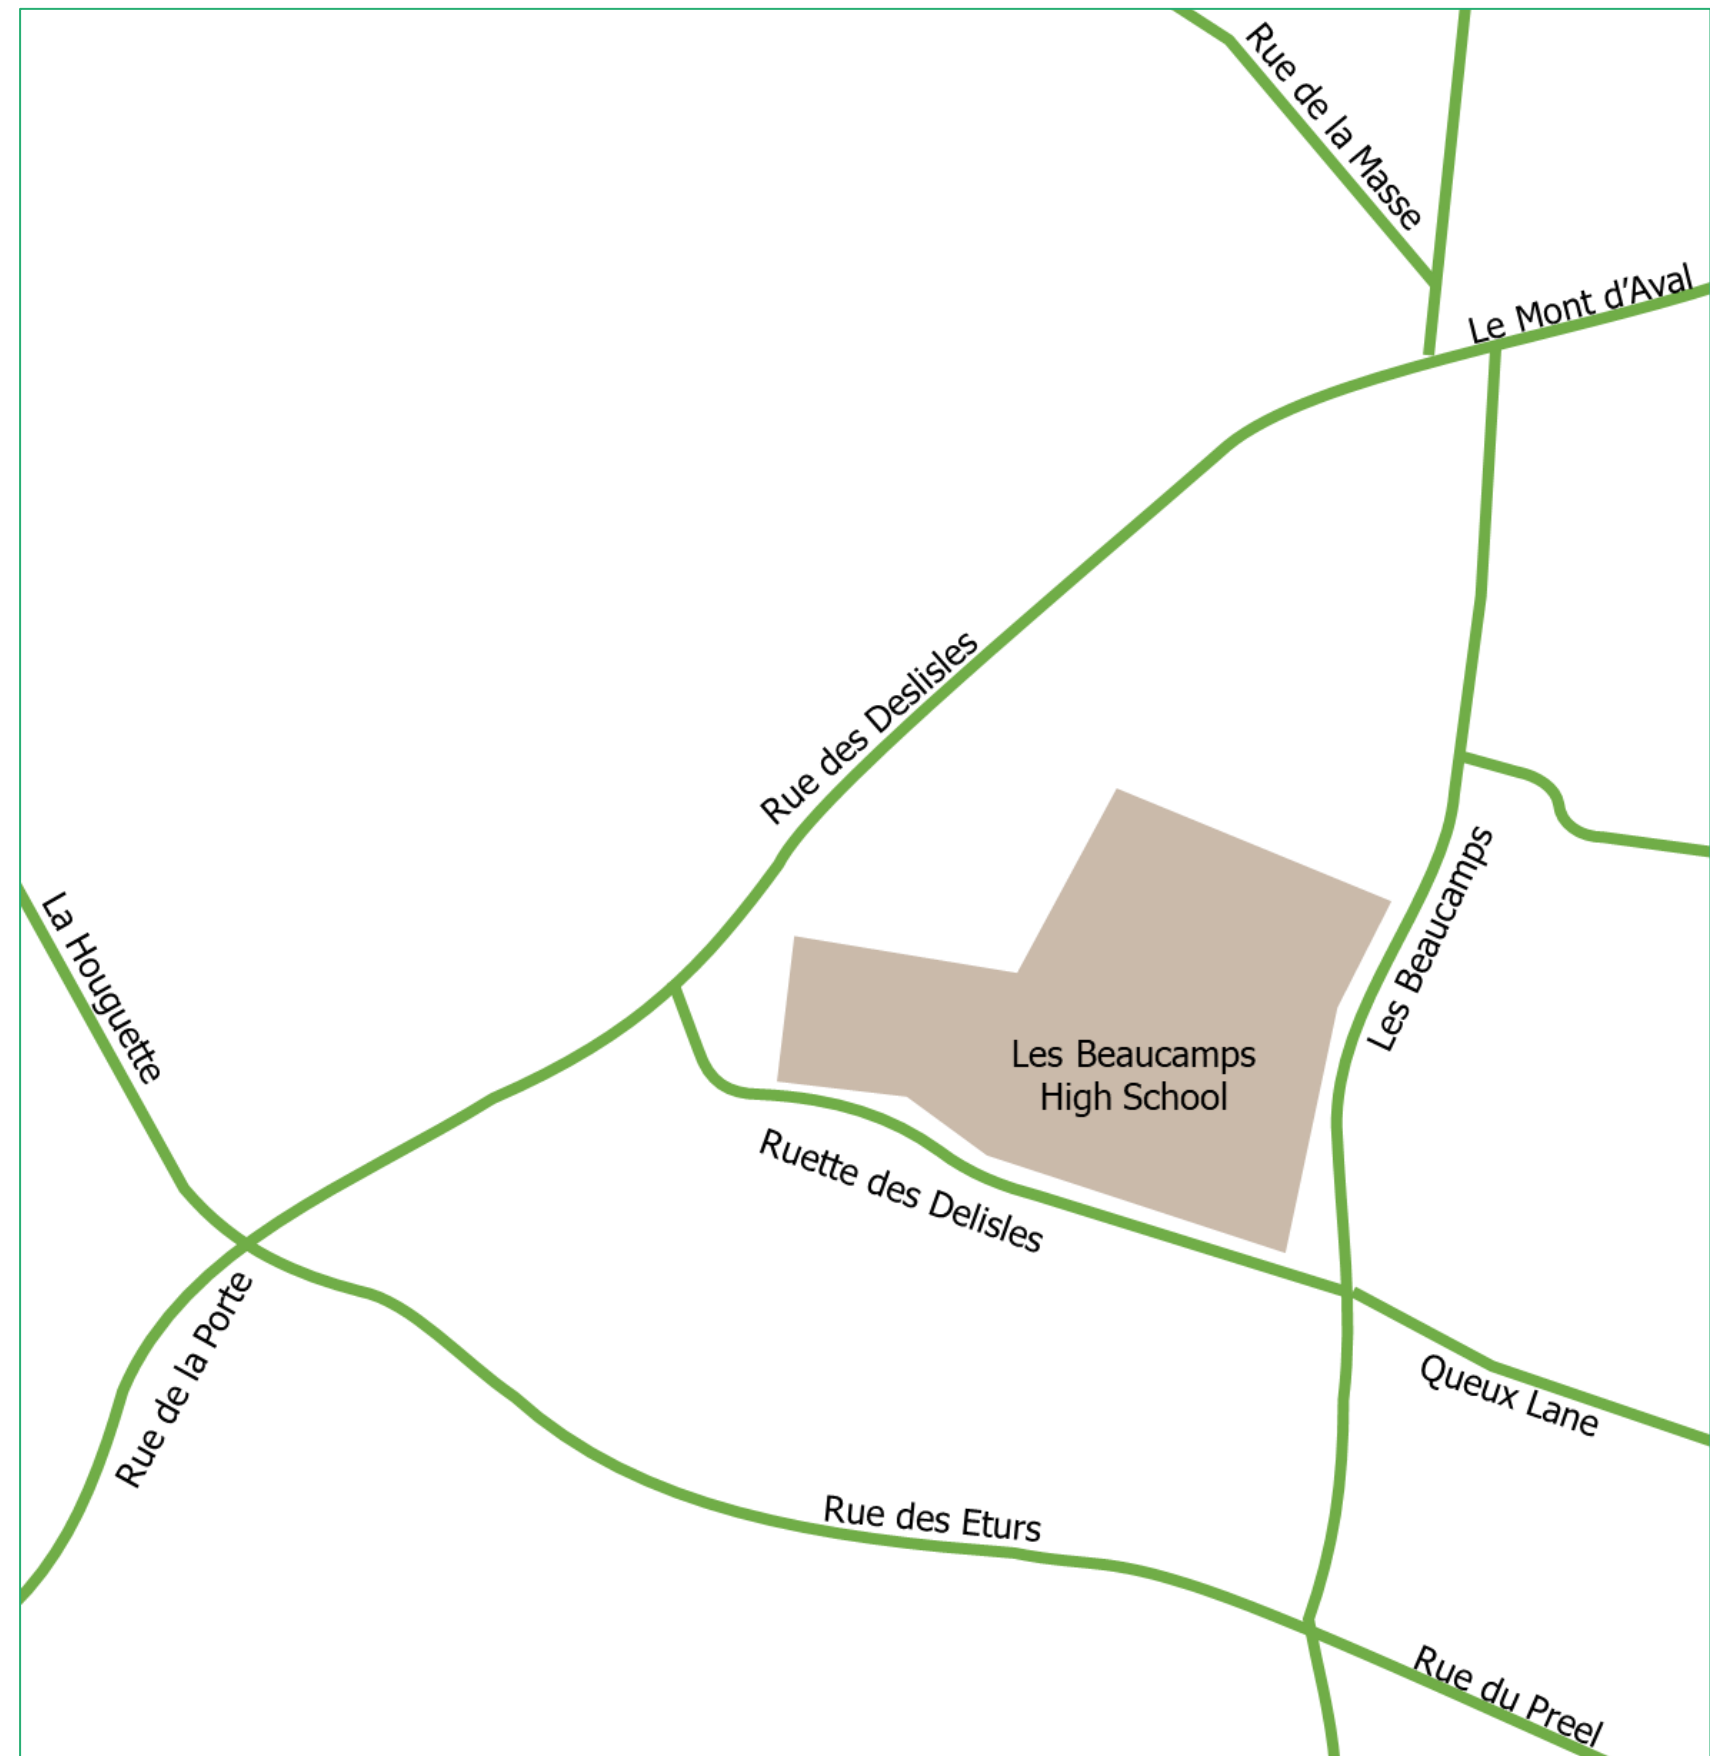 Rue de la Masse
Le Mont d’Aval
Rue des Deslisles
Les Beaucamps
La Houguette
Les Beaucamps
High School
Ruette des Delisles
Rue de la Porte
Queux Lane
Rue des Eturs
Rue du Preel